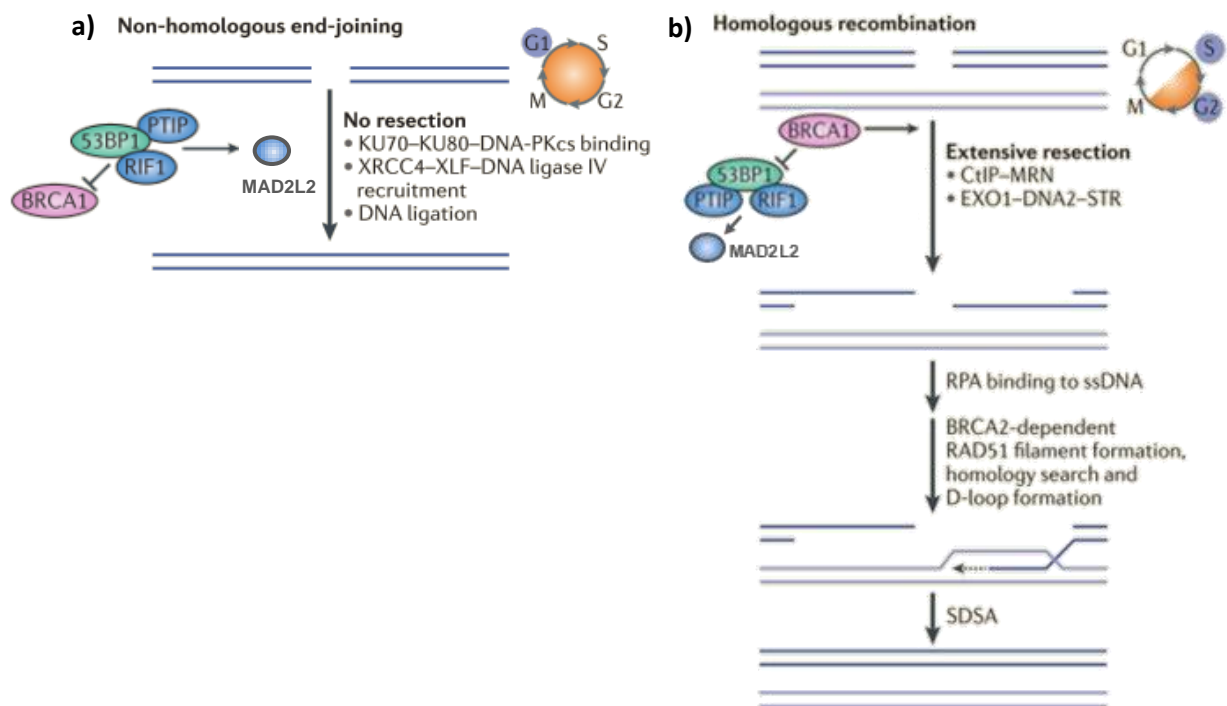 a) Non-homologous end-joining
G1
S
M
G2
53BP1
PTIP
RIF1
BRCA1
MAD2L2
No resection
• KU70–KU80–DNA-PKcs binding
• XRCC4–XLF–DNA ligase IV
recruitment
• DNA ligation
b) Homologous recombination
G1
S
M
G2
BRCA1
53BP1
PTIP
RIF1
MAD2L2
Extensive resection
• CtIP–MRN
• EXO1–DNA2–STR
RPA binding to ssDNA
BRCA2-dependent
RAD51 filament formation,
homology search and
D-loop formation
SDSA